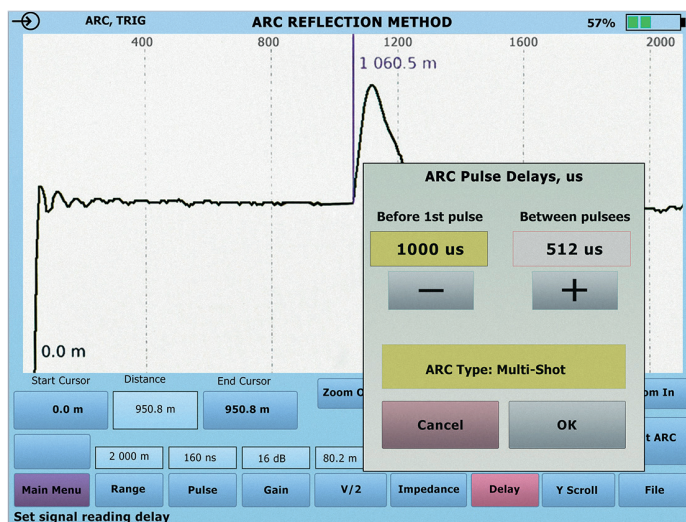 ARC, TRIG
ARC REFLECTION METHOD
57%
400 800 1200 1600 2000
1 060.5 m
ARC Pulse Delays, us
Before 1st pulse Between pulsees
1000 us 512 us
− +
0.0 m
ARC Type: Multi-Shot
Cancel OK
Start Cursor Distance End Cursor
0.0 m 950.8 m 950.8 m
Zoom
om In
t ARC
2 000 m 160 ns 16 dB 80.2 m
Main Menu Range Pulse Gain V/2 Impedance Delay Y Scroll File
Set signal reading delay